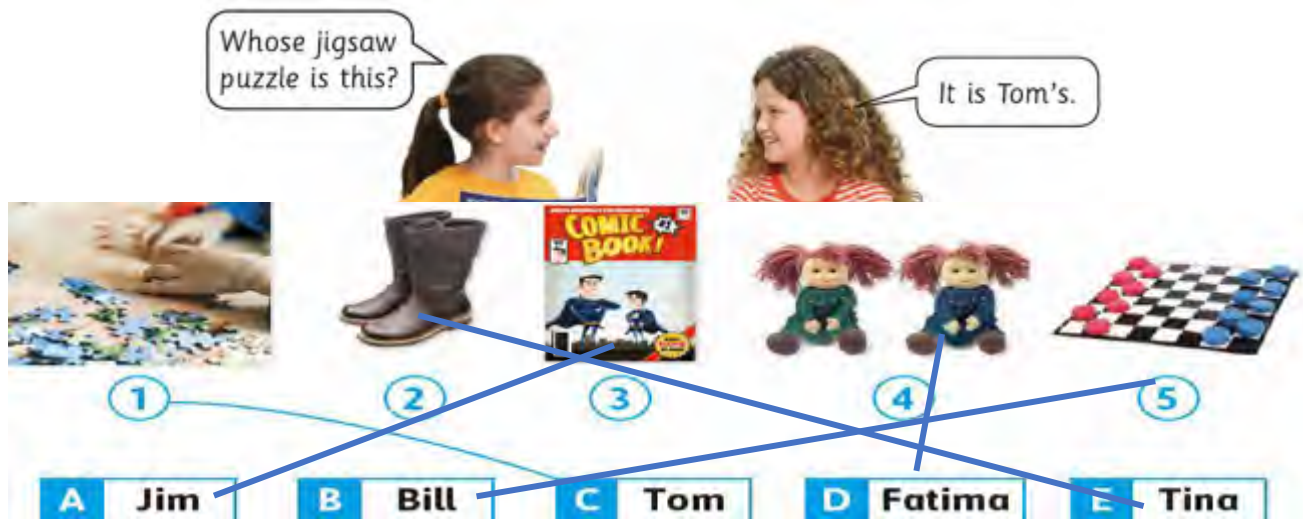 Whose jigsaw
puzzle is this?
It is Tom's.
COMIC
BOOK!
1
2
3
4
5
A Jim
B Bill
C Tom
D Fatima
E Tina